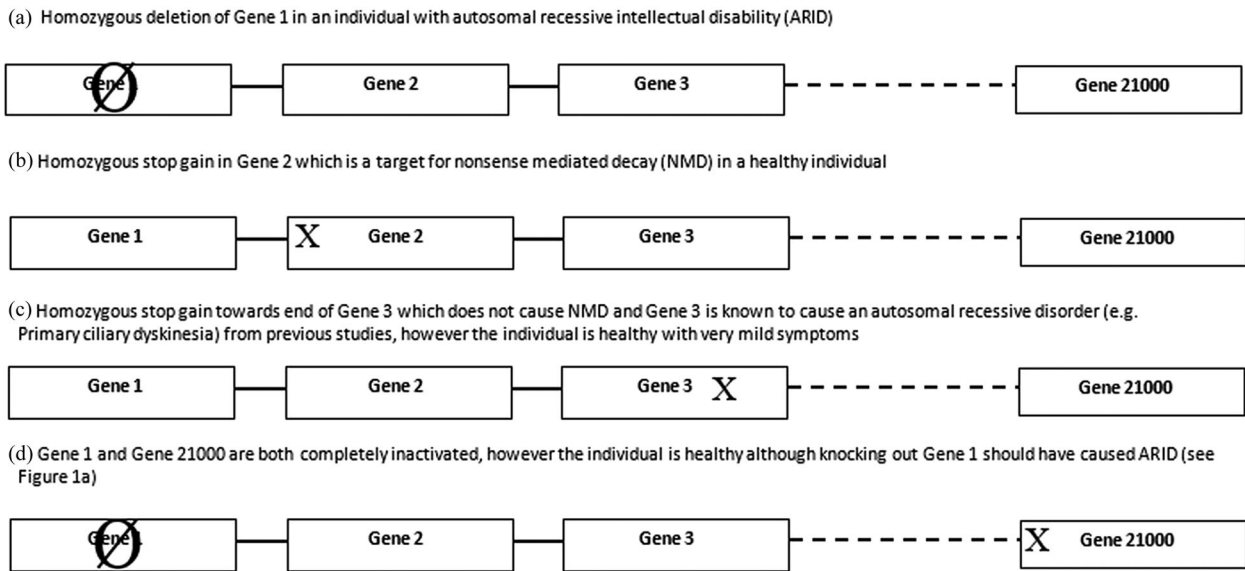 (a) Homozygous deletion of Gene 1 in an individual with autosomal recessive intellectual disability (ARID)
Gene Gene 2 Gene 3 Gene 21000
(b) Homozygous stop gain in Gene 2 which is a target for nonsense mediated decay (NMD) in a healthy individual
Gene 1 X Gene 2 Gene 3 Gene 21000
(c) Homozygous stop gain towards end of Gene 3 which does not cause NMD and Gene 3 is known to cause an autosomal recessive disorder (e.g.
Primary ciliary dyskinesia) from previous studies, however the individual is healthy with very mild symptoms
Gene 1 Gene 2 Gene 3 X Gene 21000
(d) Gene 1 and Gene 21000 are both completely inactivated, however the individual is healthy although knocking out Gene 1 should have caused ARID (see
Figure 1a)
Gene 1 Gene 2 Gene 3 X Gene 21000